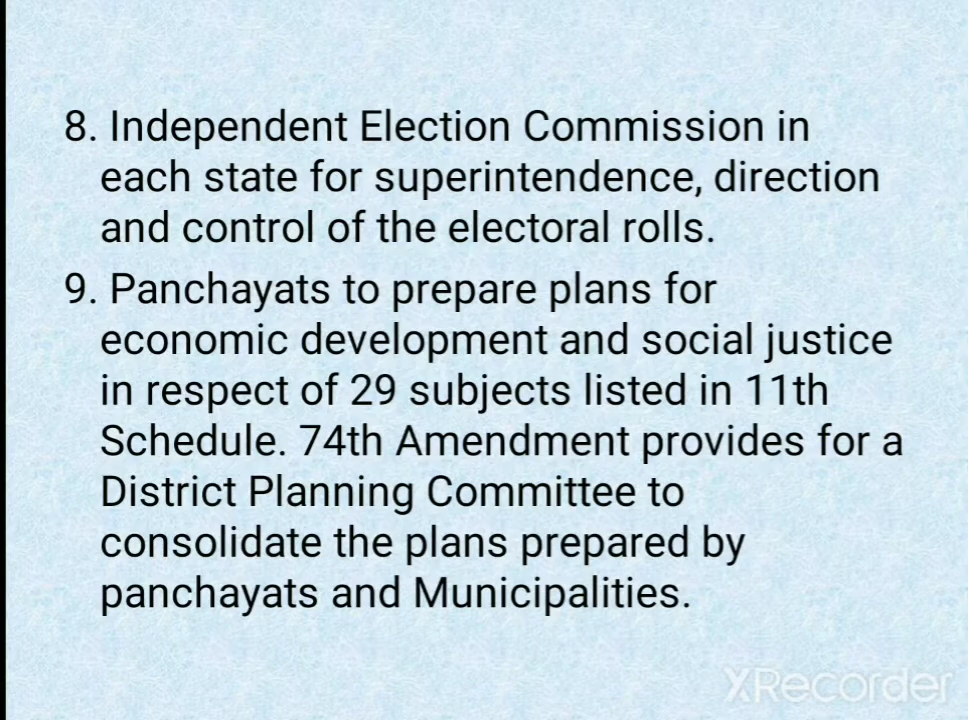 8. Independent Election Commission in
each state for superintendence, direction
and control of the electoral rolls.
9. Panchayats to prepare plans for
economic development and social justice
in respect of 29 subjects listed in 11th
Schedule. 74th Amendment provides for a
District Planning Committee to
consolidate the plans prepared by
panchayats and Municipalities.
XRecorder